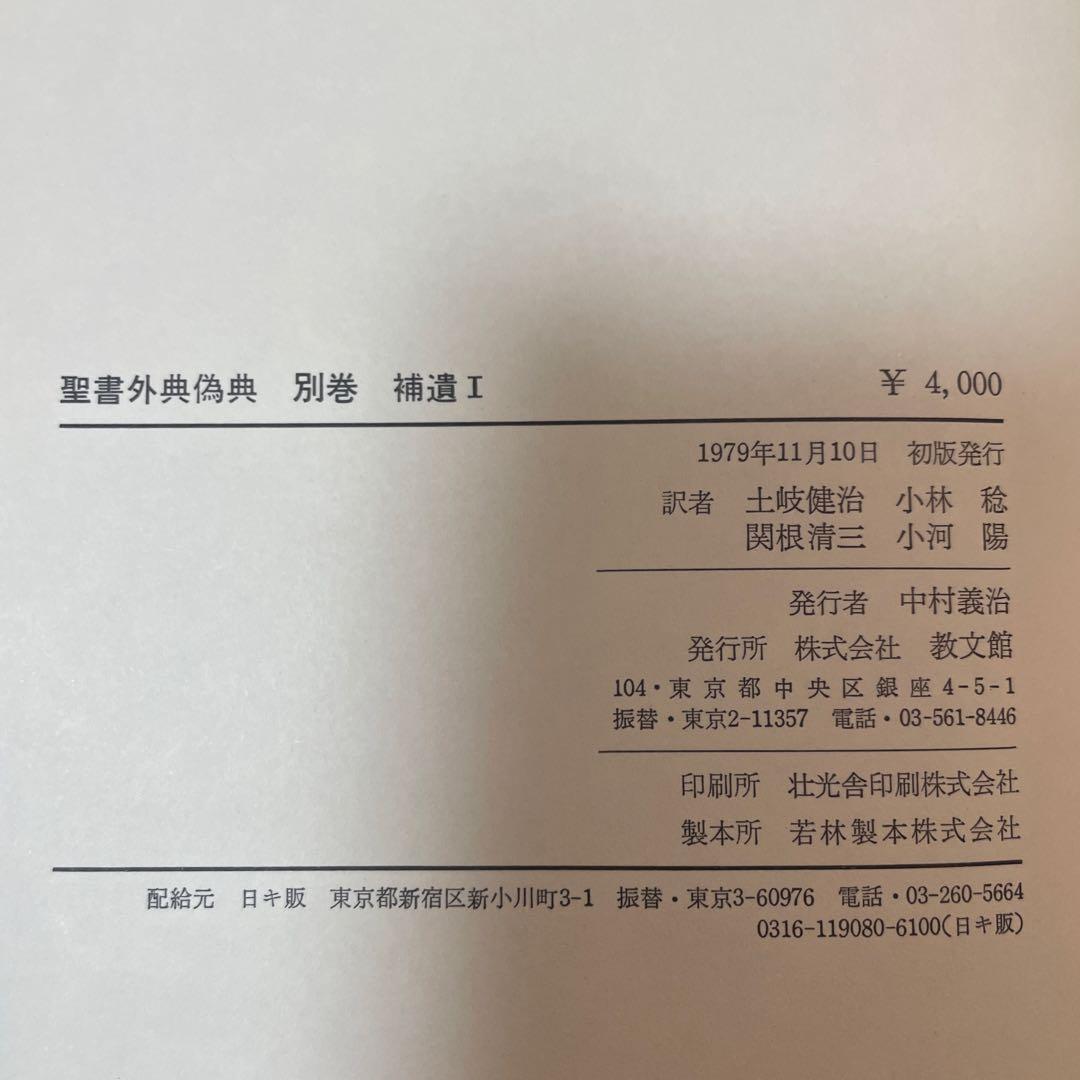 聖書外典偽典　別巻　補遺Ⅰ　￥ 4,000
1979年11月10日　初版発行
訳者　土岐健治　小林　稔
関根清三　小河　陽
発行者　中村義治
発行所　株式会社　教文館
104・東京都中央区銀座4-5-1
振替・東京2-11357　電話・03-561-8446
印刷所　壮光舎印刷株式会社
製本所　若林製本株式会社
配給元　日キ販　東京都新宿区新小川町3-1　振替・東京3-60976　電話・03-260-5664
0316-119080-6100(日キ販)